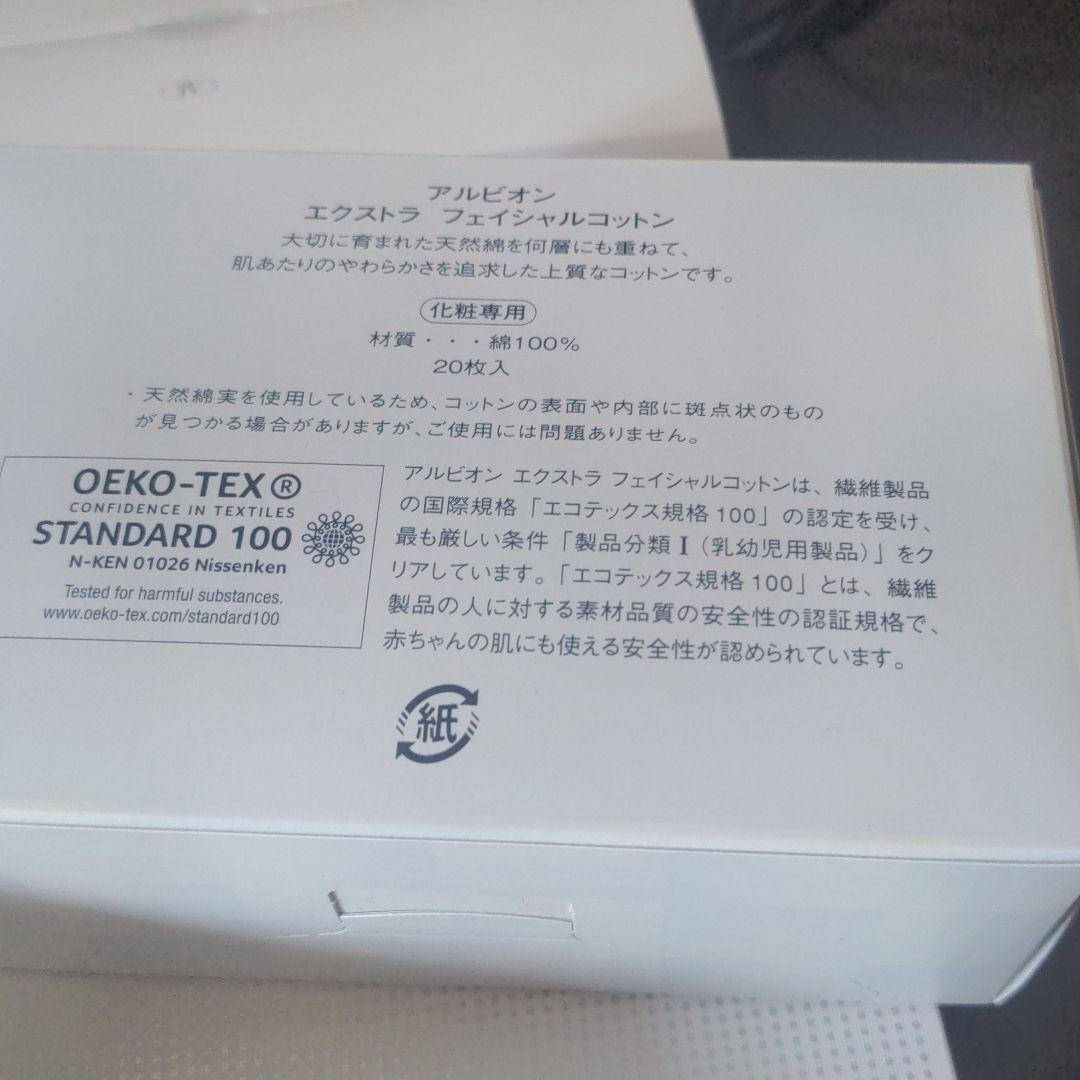 アルビオン
エクストラ フェイシャルコットン
大切に育まれた天然綿を何層にも重ねて、
肌あたりのやわらかさを追求した上質なコットンです。
化粧専用
材質・・・綿100%
20枚入
・天然綿実を使用しているため、コットンの表面や内部に斑点状のもの
が見つかる場合がありますが、ご使用には問題ありません。
OEKO-TEX®
CONFIDENCE IN TEXTILES
STANDARD 100
N-KEN 01026 Nissenken
Tested for harmful substances.
www.oeko-tex.com/standard100
アルビオン エクストラ フェイシャルコットンは、繊維製品
の国際規格「エコテックス規格100」の認定を受け、
最も厳しい条件「製品分類Ⅰ(乳幼児用製品)」をク
リアしています。「エコテックス規格100」とは、繊維
製品の人に対する素材品質の安全性の認証規格で、
赤ちゃんの肌にも使える安全性が認められています。
紙